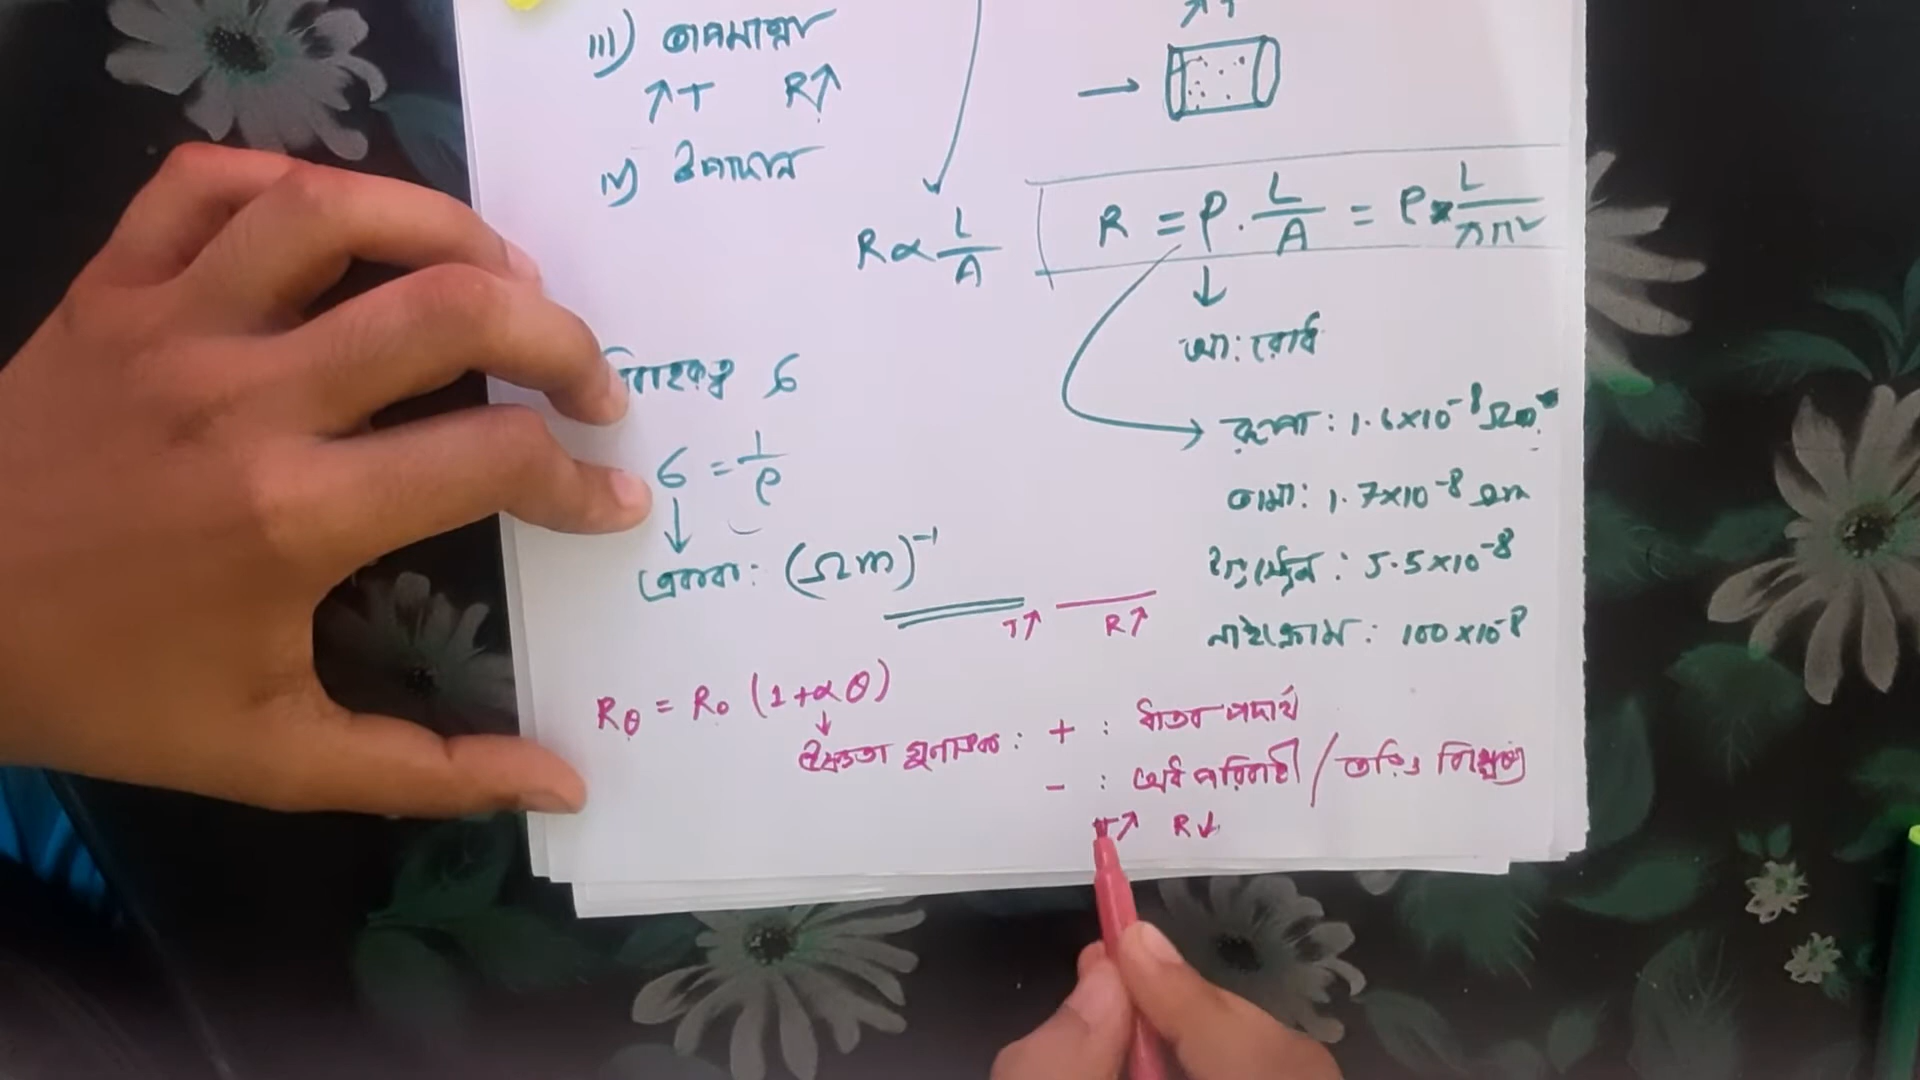 III) তাপমাত্রা
↑T R↑
IV) উপাদান
↑T
R ∝ L/A
R = ρ · L/A = ρ × L/πr²
↓
আ: রোধ
রূপা : 1.6×10⁻⁸ Ωm
তামা : 1.7×10⁻⁸ Ωm
টাংস্টেন : 5.5×10⁻⁸
নাইক্রোম : 100×10⁻⁸
পরিবাহকত্ব σ
σ = 1/ρ
↓
একক : (Ωm)⁻¹
T↑ R↑
Rθ = R₀ (1+αθ)
↓
উষ্ণতা গুনাঙ্ক : + : ধাতব পদার্থ
- : অর্ধ পরিবাহী / তড়িৎ
T↑ R↓